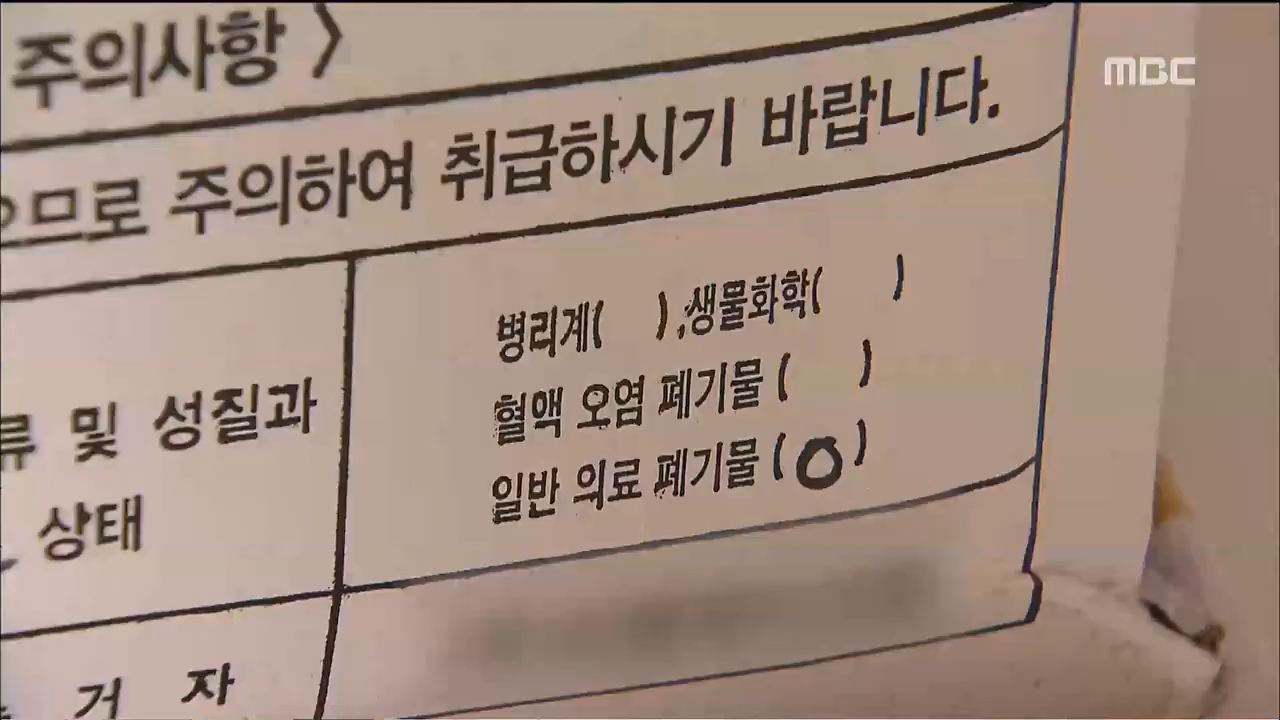 주의사항 〉
MBC
으므로 주의하여 취급하시기 바랍니다.
병리계( ),생물화학( )
혈액 오염 폐기물 ( )
일반 의료 폐기물 (O)
류 및 성질과
상태
거 자